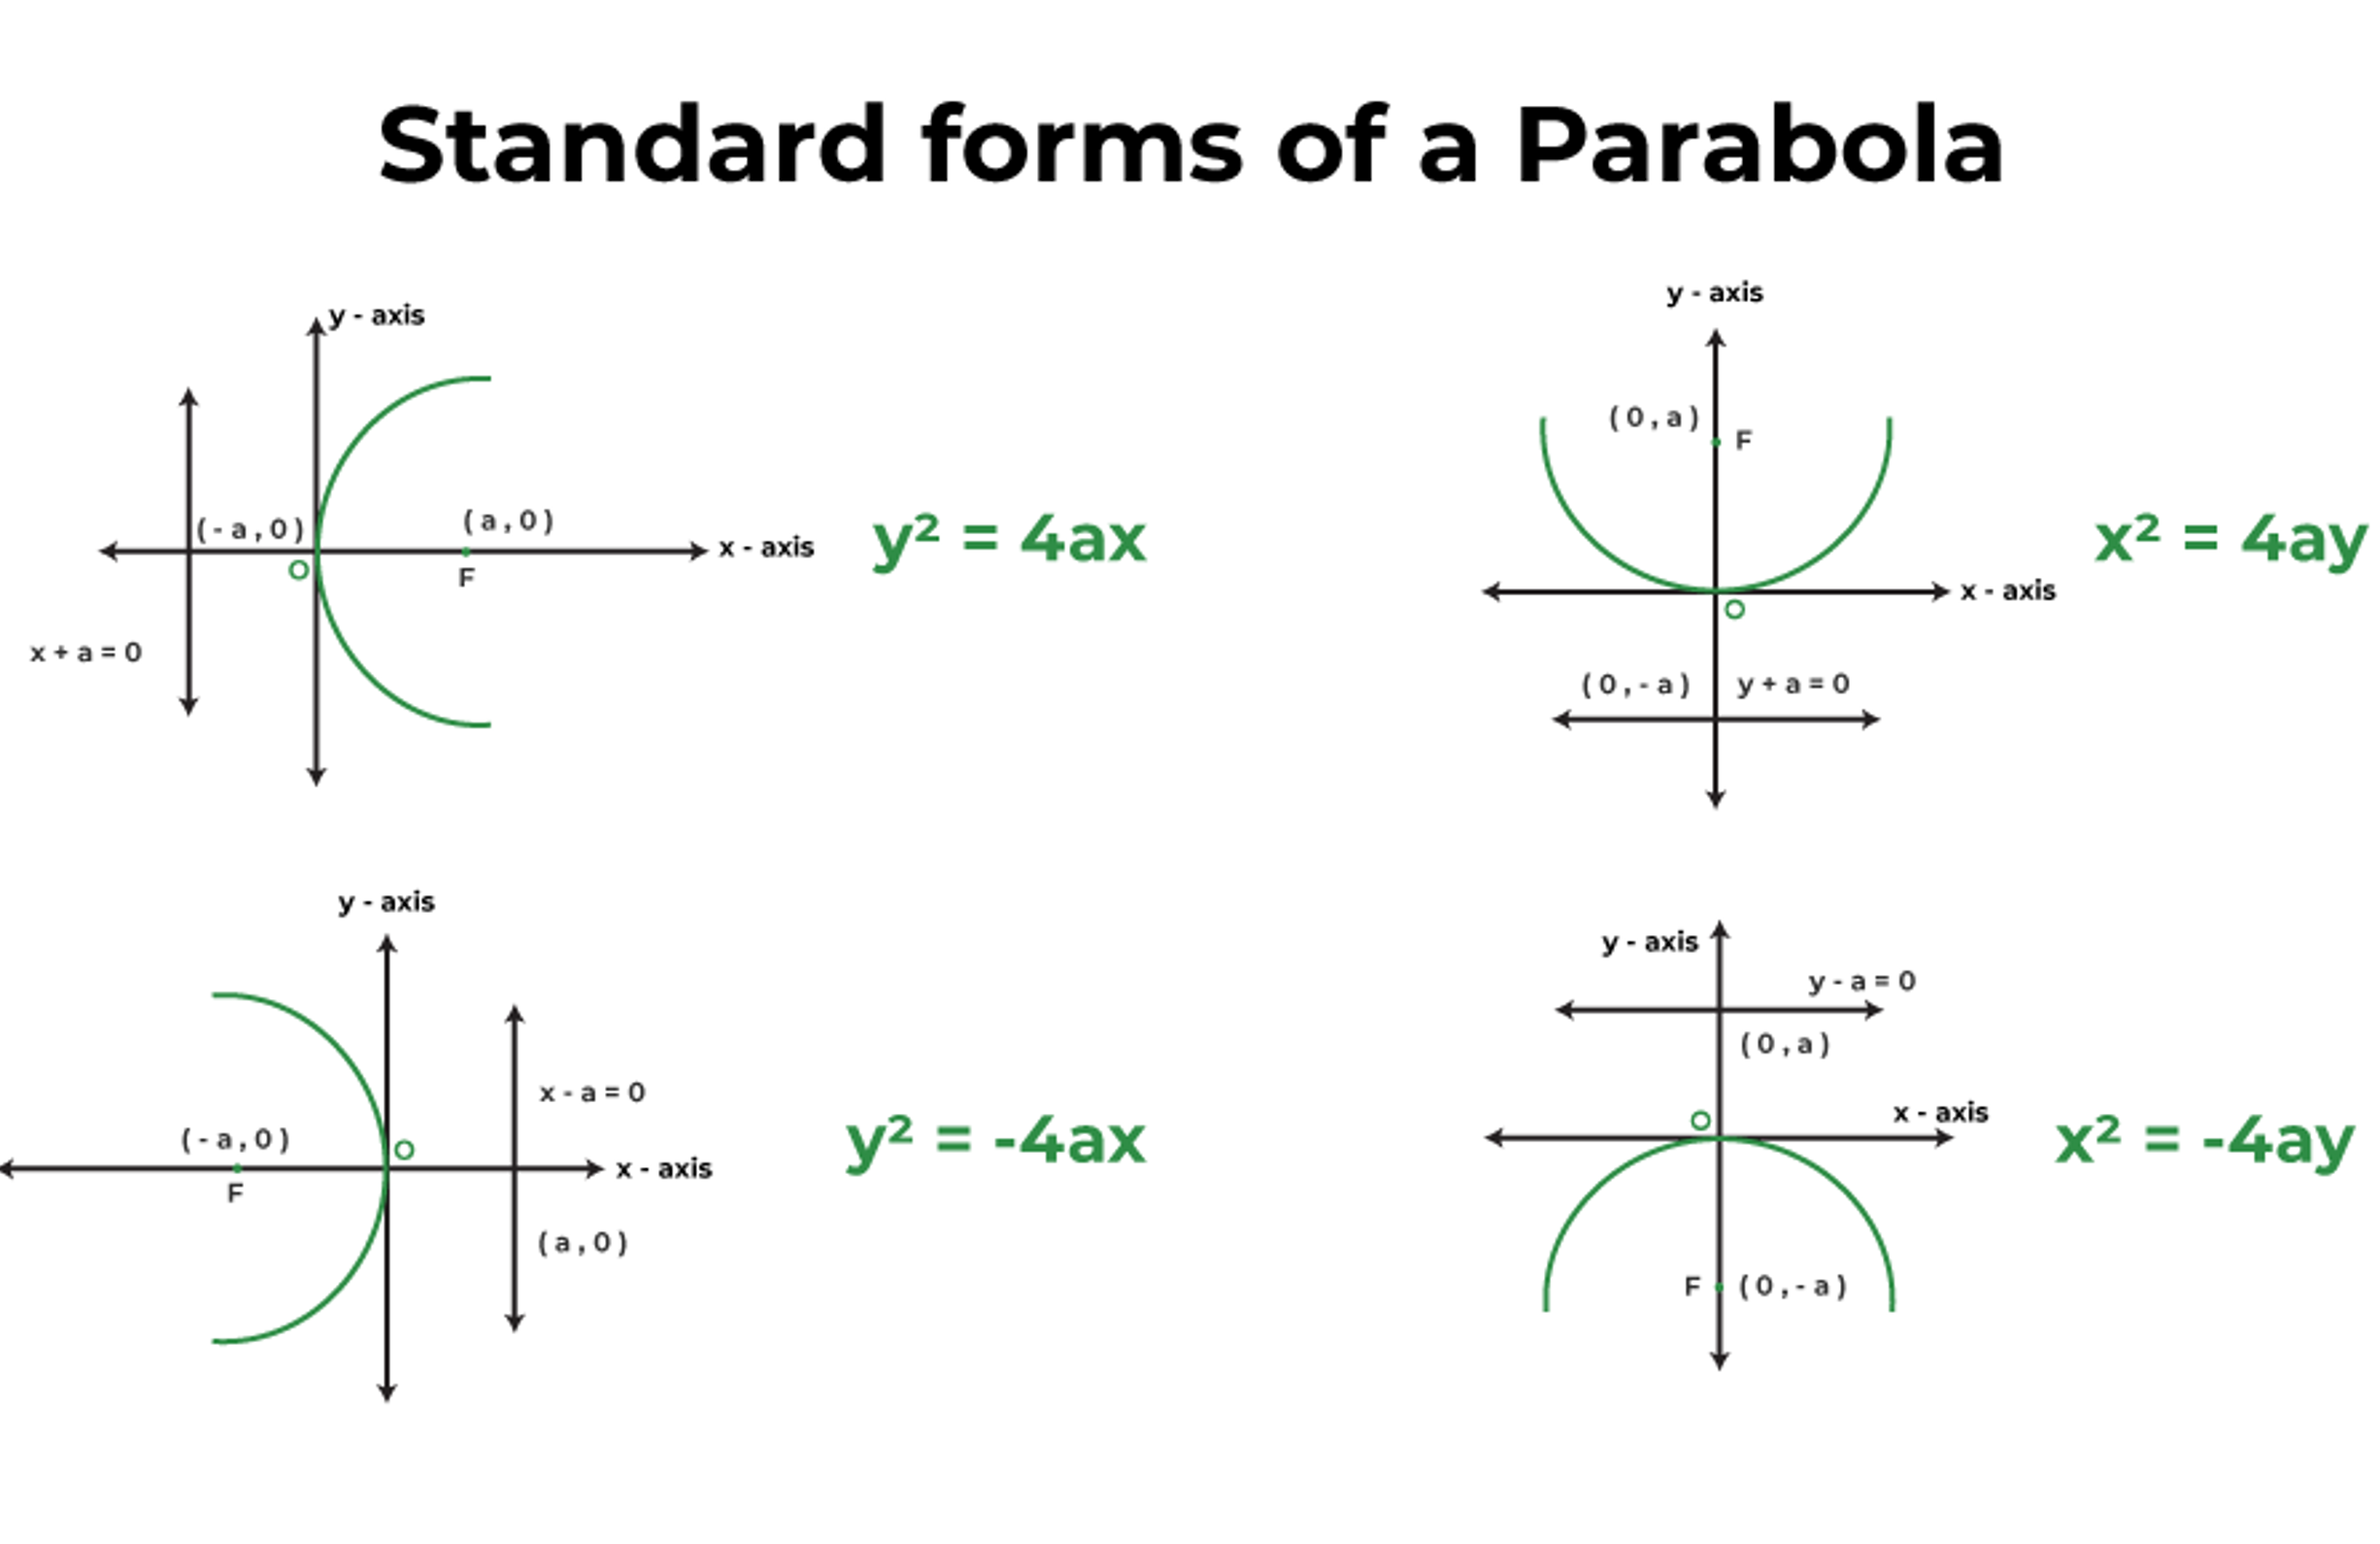 Standard forms of a Parabola
y - axis
(-a,0)
(a,0)
x - axis
O
F
x + a = 0
y² = 4ax
y - axis
(0,a)
F
x - axis
O
(0,-a)
y + a = 0
x² = 4ay
y - axis
x - a = 0
(-a,0)
O
F
x - axis
(a,0)
y² = -4ax
y - axis
y - a = 0
(0,a)
O
x - axis
F
(0,-a)
x² = -4ay